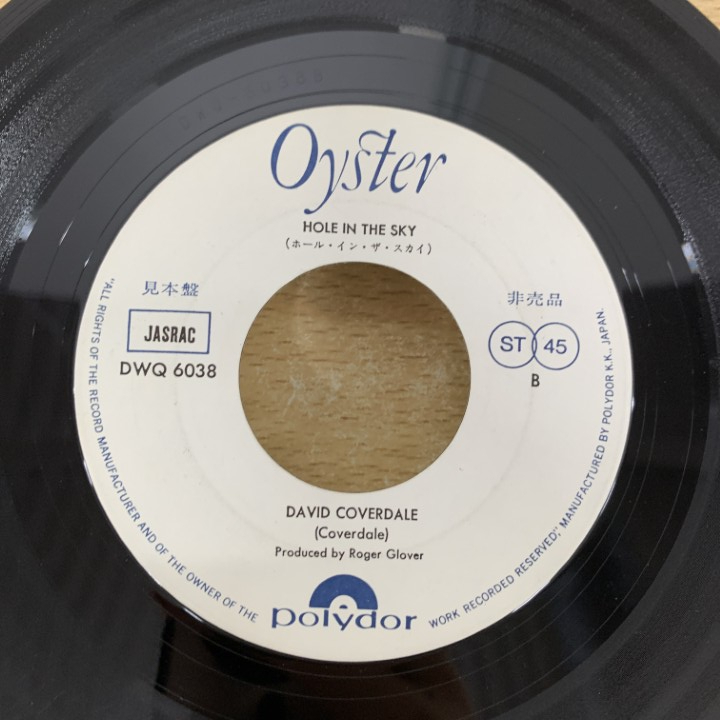 Oyster
HOLE IN THE SKY
(ホール・イン・ザ・スカイ)
見本盤
非売品
JASRAC
ST 45
DWQ 6038
B
DAVID COVERDALE
(Coverdale)
Produced by Roger Glover
polydor
"ALL RIGHTS OF THE RECORD MANUFACTURER AND OF THE OWNER OF THE WORK RECORDED RESERVED," MANUFACTURED BY POLYDOR K.K., JAPAN.